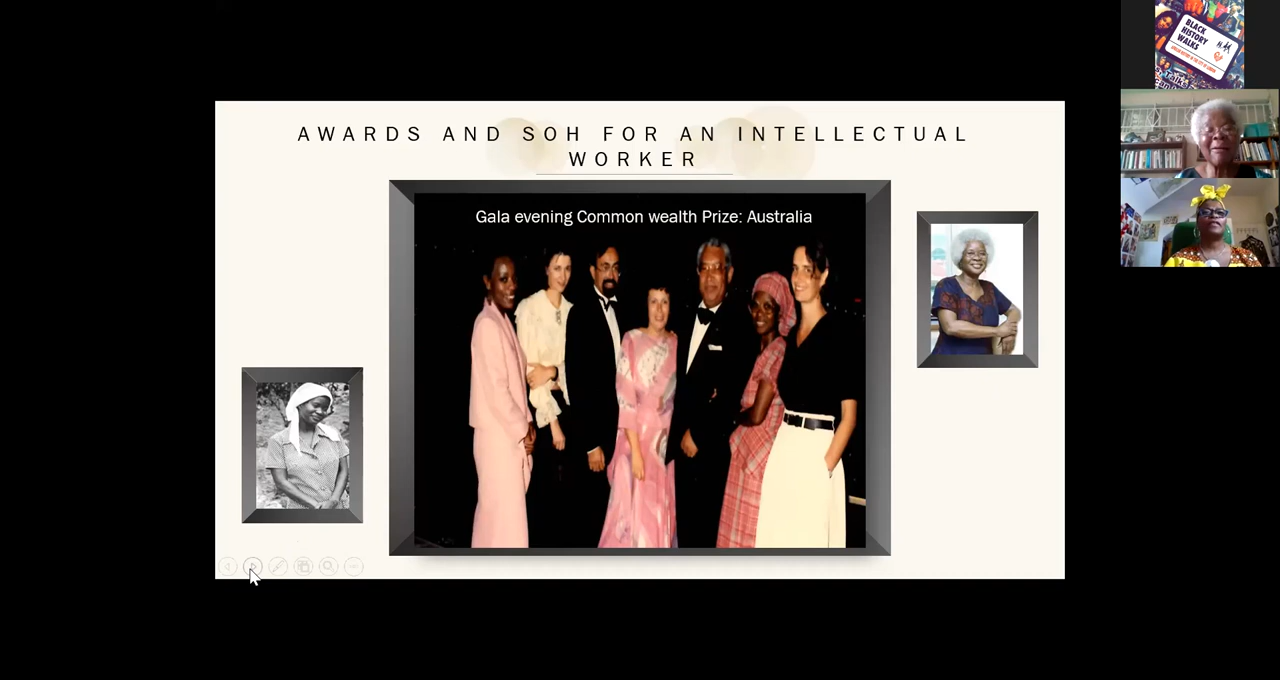 AWARDS AND SOH FOR AN INTELLECTUAL
WORKER
Gala evening Common wealth Prize: Australia
BLACK
HISTORY
WALKS